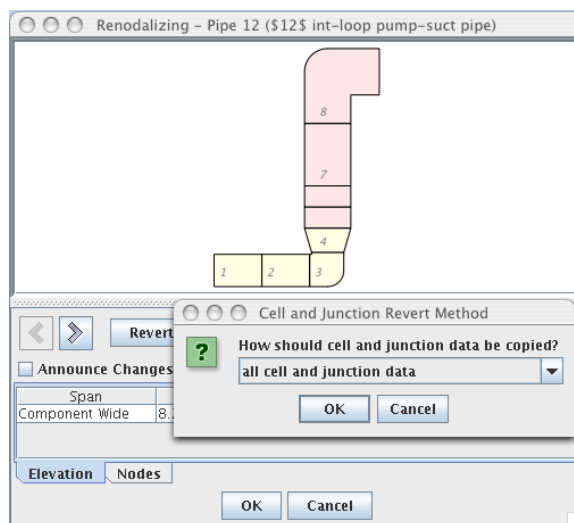 Renodalizing – Pipe 12 ($12$ int-loop pump-suct pipe)
8
7
4
1 2 3
Cell and Junction Revert Method
Revert
? How should cell and junction data be copied?
Announce Changes
all cell and junction data
Span
Component Wide
OK Cancel
Elevation Nodes
OK Cancel